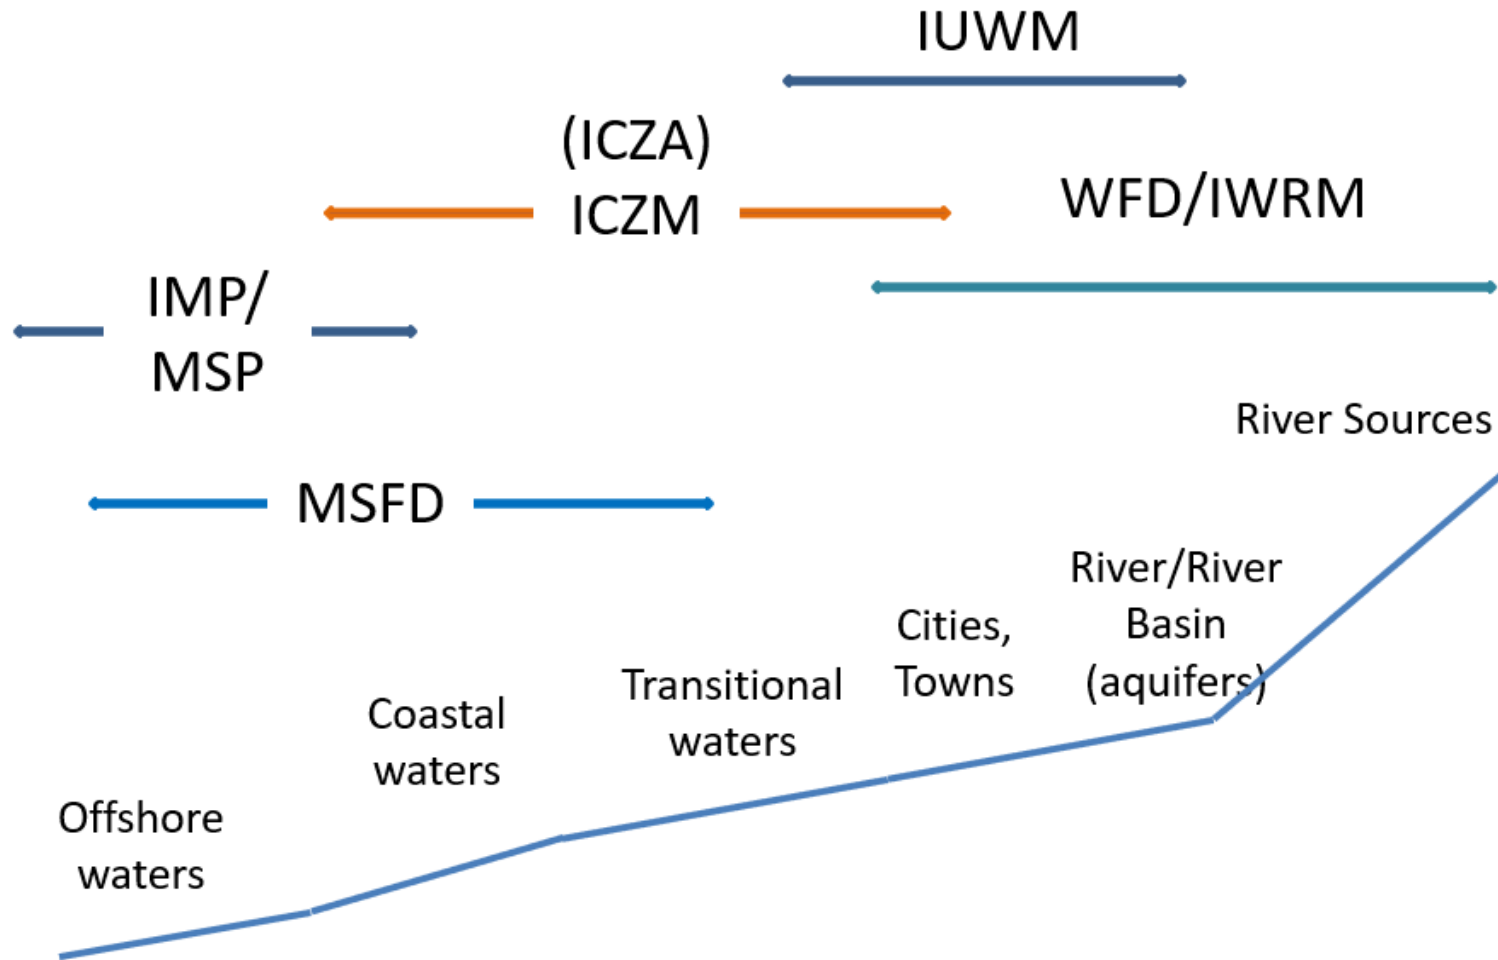 IUWM
(ICZA)
ICZM
WFD/IWRM
IMP/
MSP
River Sources
MSFD
River/River
Basin
(aquifers)
Cities,
Towns
Transitional
waters
Coastal
waters
Offshore
waters